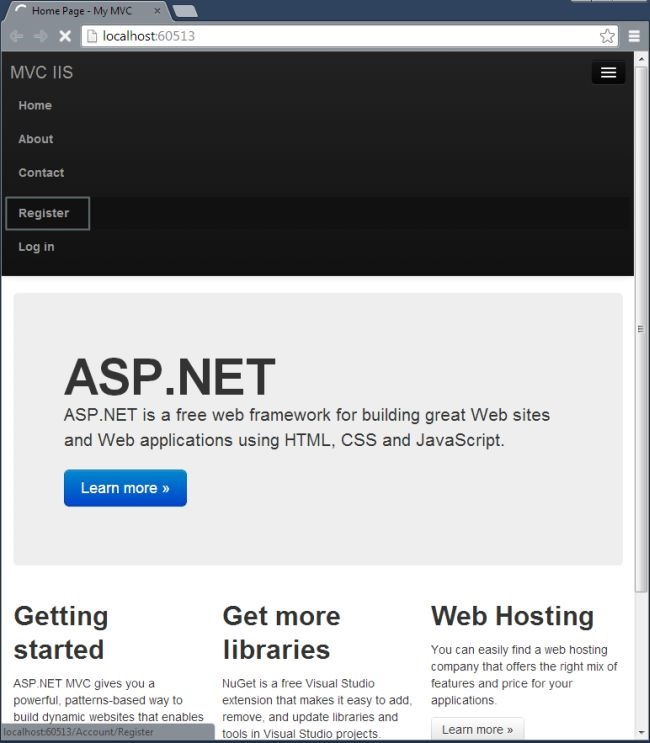 Home Page - My MVC
localhost:60513
MVC IIS
Home
About
Contact
Register
Log in
ASP.NET
ASP.NET is a free web framework for building great Web sites
and Web applications using HTML, CSS and JavaScript.
Learn more »
Getting
started
ASP.NET MVC gives you a
powerful, patterns-based way to
build dynamic websites that enables
Get more
libraries
NuGet is a free Visual Studio
extension that makes it easy to add,
remove, and update libraries and
tools in Visual Studio projects.
Web Hosting
You can easily find a web hosting
company that offers the right mix of
features and price for your
applications.
Learn more »
localhost:60513/Account/Register